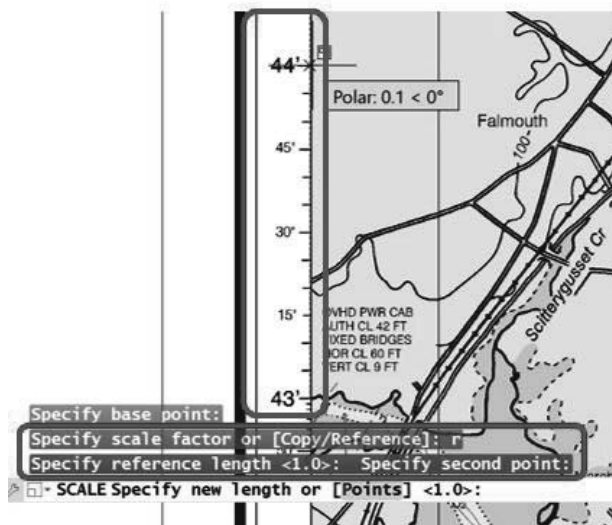 44'
Polar: 0.1 < 0°
Falmouth
100
45'
30'
Scitterygusset Cr
15'
OVHD PWR CAB
AUTH CL 42 FT
FIXED BRIDGES
HOR CL 60 FT
VERT CL 9 FT
43'
Specify base point:
Specify scale factor or [Copy/Reference]: r
Specify reference length <1.0>: Specify second point:
SCALE Specify new length or [Points] <1.0>: